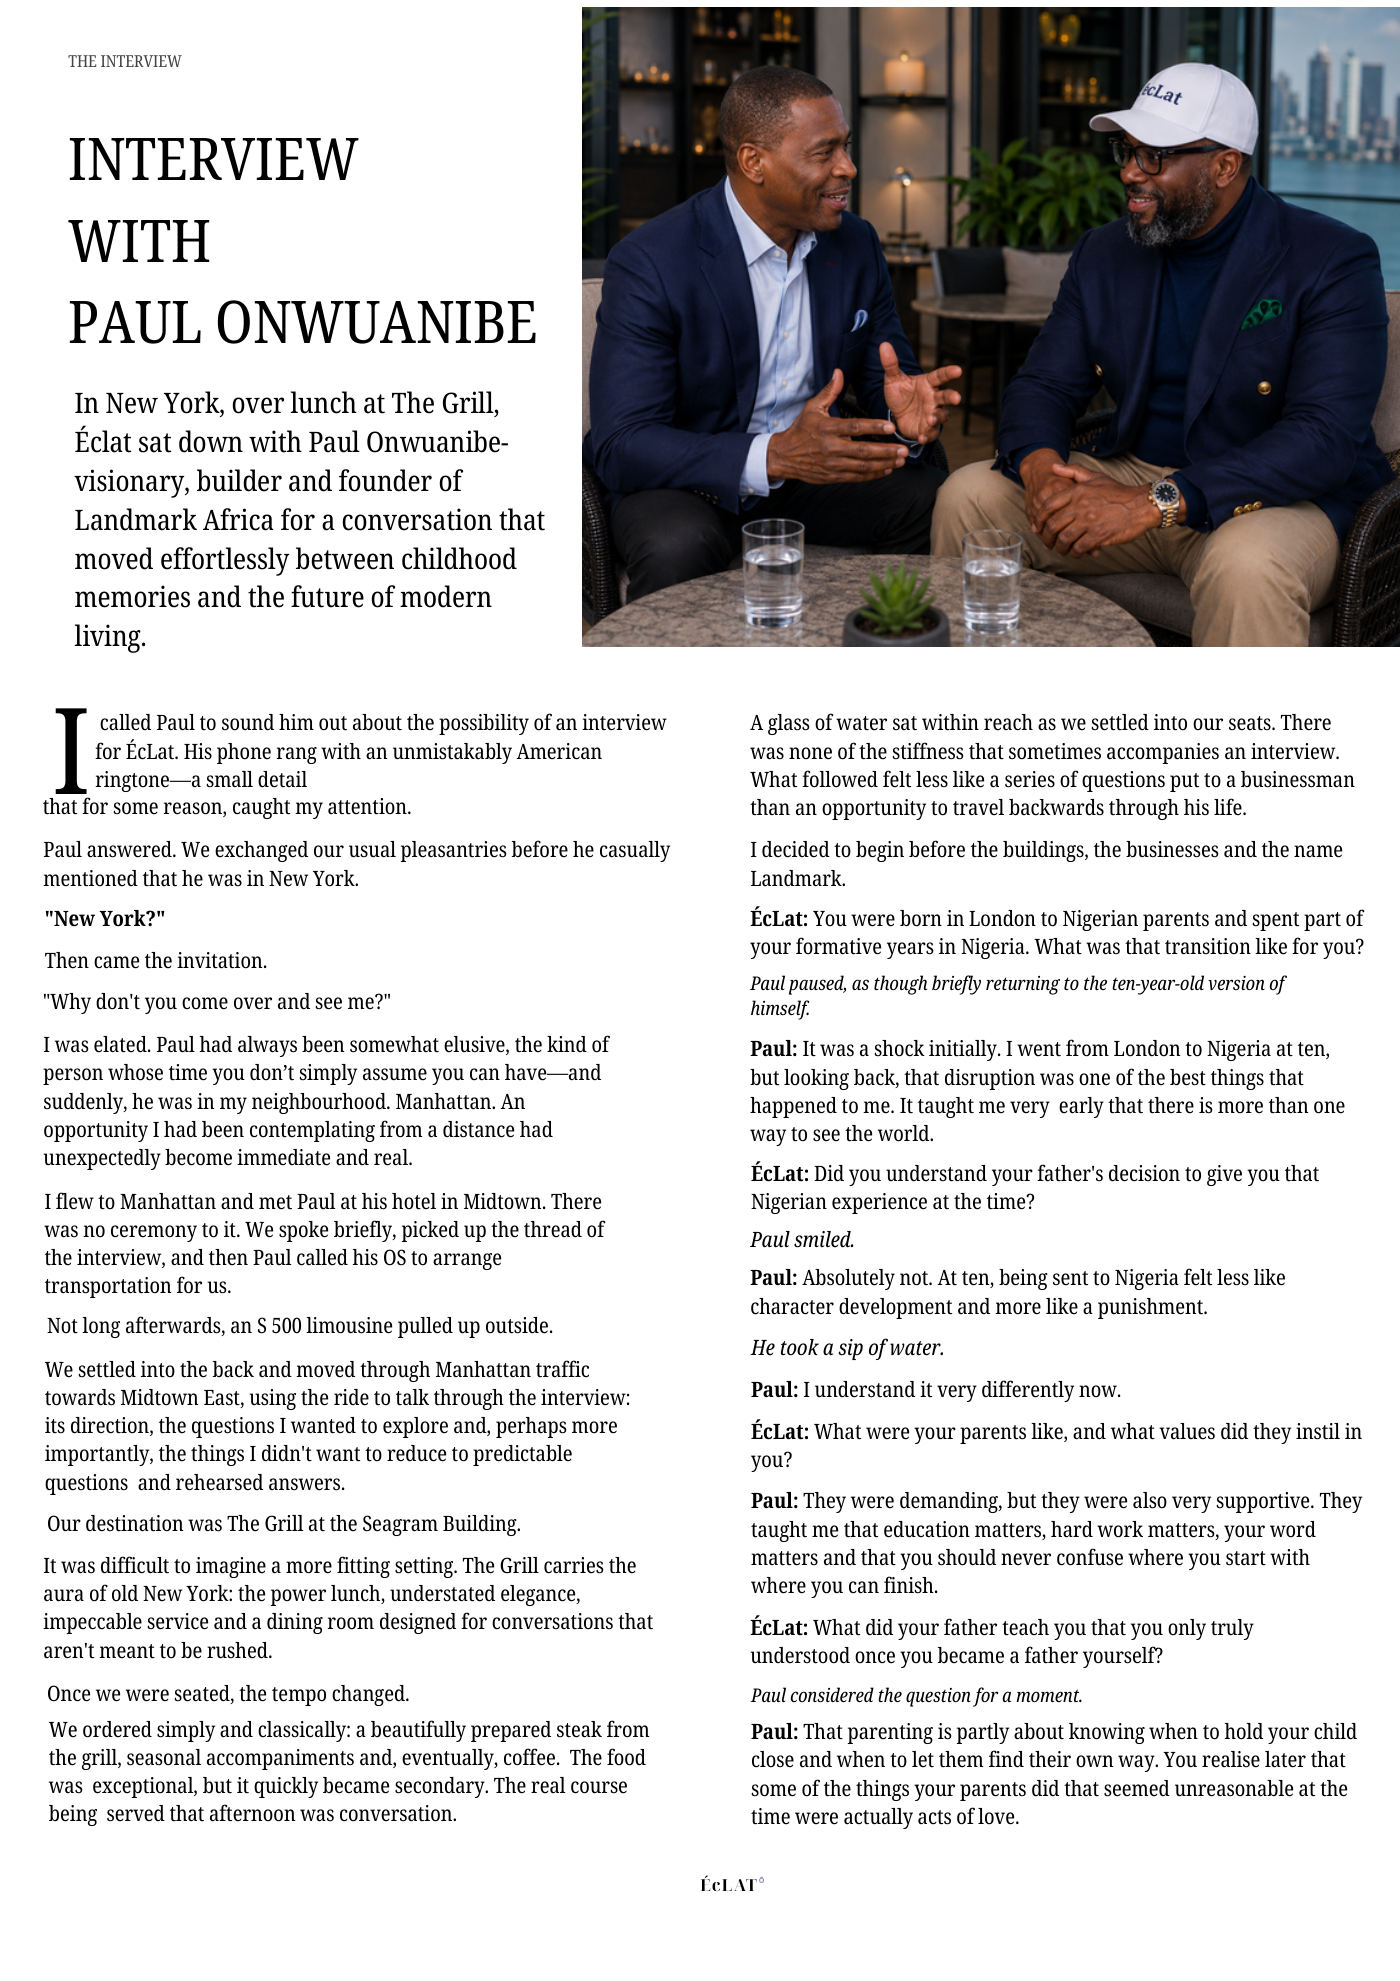 THE INTERVIEW
INTERVIEW
WITH
PAUL ONWUANIBE
In New York, over lunch at The Grill,
Éclat sat down with Paul Onwuanibe-
visionary, builder and founder of
Landmark Africa for a conversation that
moved effortlessly between childhood
memories and the future of modern
living.
écLat
I called Paul to sound him out about the possibility of an interview
for ÉcLat. His phone rang with an unmistakably American
ringtone—a small detail
that for some reason, caught my attention.
Paul answered. We exchanged our usual pleasantries before he casually
mentioned that he was in New York.
"New York?"
Then came the invitation.
"Why don't you come over and see me?"
I was elated. Paul had always been somewhat elusive, the kind of
person whose time you don’t simply assume you can have—and
suddenly, he was in my neighbourhood. Manhattan. An
opportunity I had been contemplating from a distance had
unexpectedly become immediate and real.
I flew to Manhattan and met Paul at his hotel in Midtown. There
was no ceremony to it. We spoke briefly, picked up the thread of
the interview, and then Paul called his OS to arrange
transportation for us.
Not long afterwards, an S 500 limousine pulled up outside.
We settled into the back and moved through Manhattan traffic
towards Midtown East, using the ride to talk through the interview:
its direction, the questions I wanted to explore and, perhaps more
importantly, the things I didn't want to reduce to predictable
questions and rehearsed answers.
Our destination was The Grill at the Seagram Building.
It was difficult to imagine a more fitting setting. The Grill carries the
aura of old New York: the power lunch, understated elegance,
impeccable service and a dining room designed for conversations that
aren't meant to be rushed.
Once we were seated, the tempo changed.
We ordered simply and classically: a beautifully prepared steak from
the grill, seasonal accompaniments and, eventually, coffee. The food
was exceptional, but it quickly became secondary. The real course
being served that afternoon was conversation.
A glass of water sat within reach as we settled into our seats. There
was none of the stiffness that sometimes accompanies an interview.
What followed felt less like a series of questions put to a businessman
than an opportunity to travel backwards through his life.
I decided to begin before the buildings, the businesses and the name
Landmark.
ÉcLat: You were born in London to Nigerian parents and spent part of
your formative years in Nigeria. What was that transition like for you?
Paul paused, as though briefly returning to the ten-year-old version of
himself.
Paul: It was a shock initially. I went from London to Nigeria at ten,
but looking back, that disruption was one of the best things that
happened to me. It taught me very early that there is more than one
way to see the world.
ÉcLat: Did you understand your father's decision to give you that
Nigerian experience at the time?
Paul smiled.
Paul: Absolutely not. At ten, being sent to Nigeria felt less like
character development and more like a punishment.
He took a sip of water.
Paul: I understand it very differently now.
ÉcLat: What were your parents like, and what values did they instil in
you?
Paul: They were demanding, but they were also very supportive. They
taught me that education matters, hard work matters, your word
matters and that you should never confuse where you start with
where you can finish.
ÉcLat: What did your father teach you that you only truly
understood once you became a father yourself?
Paul considered the question for a moment.
Paul: That parenting is partly about knowing when to hold your child
close and when to let them find their own way. You realise later that
some of the things your parents did that seemed unreasonable at the
time were actually acts of love.
ÉcLAT